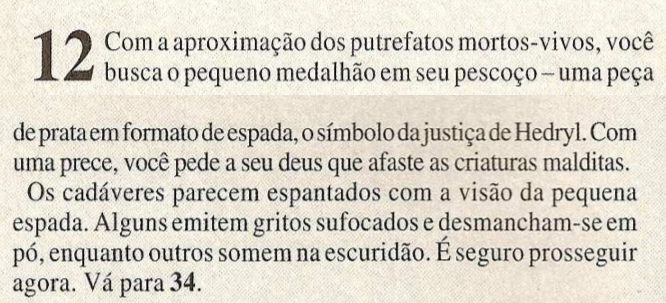 12 Com a aproximação dos putrefatos mortos-vivos, você
busca o pequeno medalhão em seu pescoço – uma peça
de prata em formato de espada, o símbolo da justiça de Hedryl. Com
uma prece, você pede a seu deus que afaste as criaturas malditas.
Os cadáveres parecem espantados com a visão da pequena
espada. Alguns emitem gritos sufocados e desmancham-se em
pó, enquanto outros somem na escuridão. É seguro prosseguir
agora. Vá para 34.